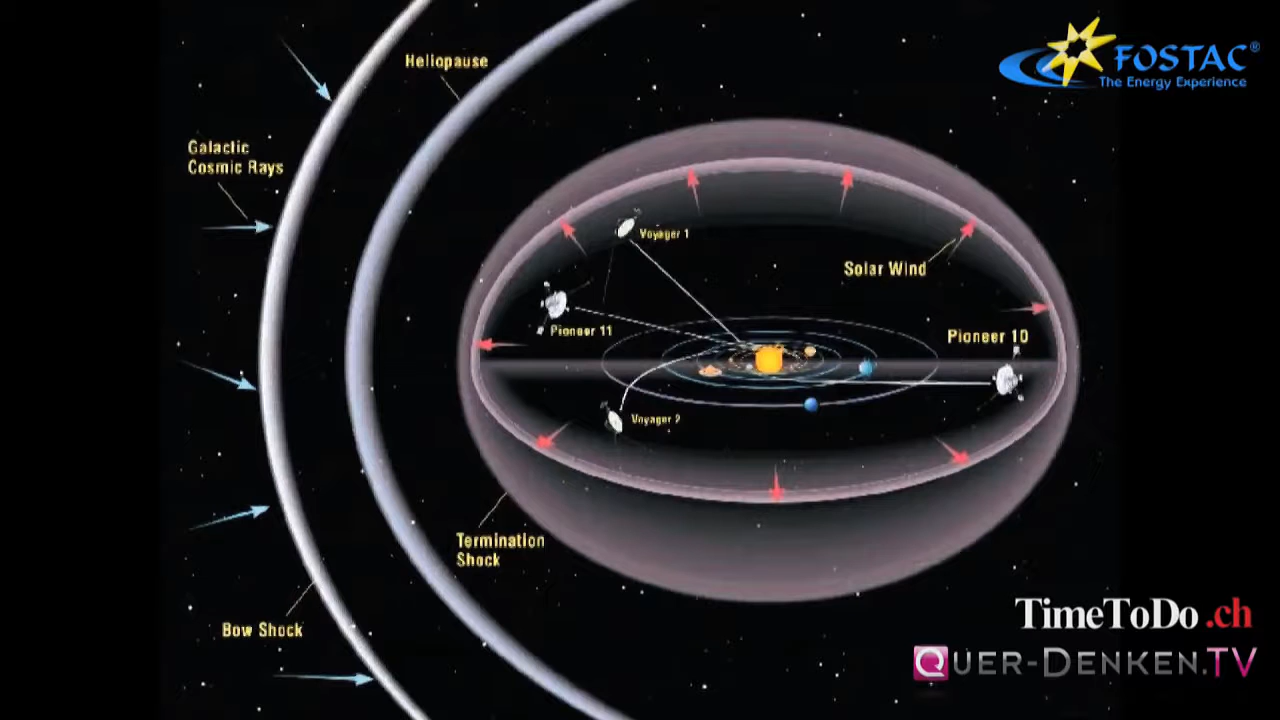 Heliopause
FOSTAC®
The Energy Experience
Galactic
Cosmic Rays
Voyager 1
Solar Wind
Pioneer 11
Pioneer 10
Voyager 2
Termination
Shock
Bow Shock
TimeToDo.ch
QUER-DENKEN.TV